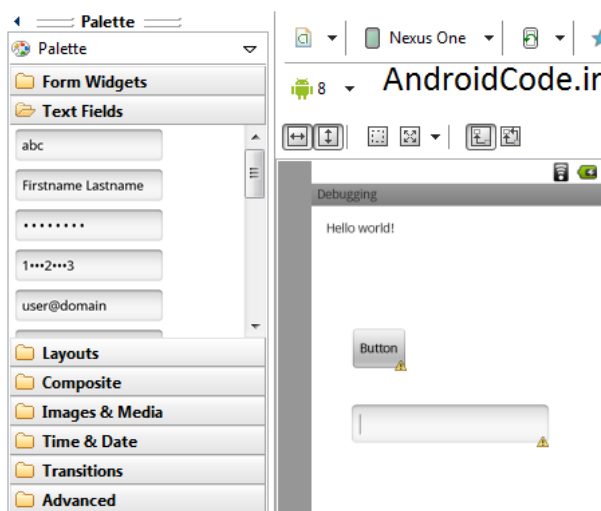 Palette
Palette
Form Widgets
Text Fields
abc
Firstname Lastname
••••••••
1•••2•••3
user@domain
Layouts
Composite
Images & Media
Time & Date
Transitions
Advanced
Nexus One
8
AndroidCode.in
Debugging
Hello world!
Button